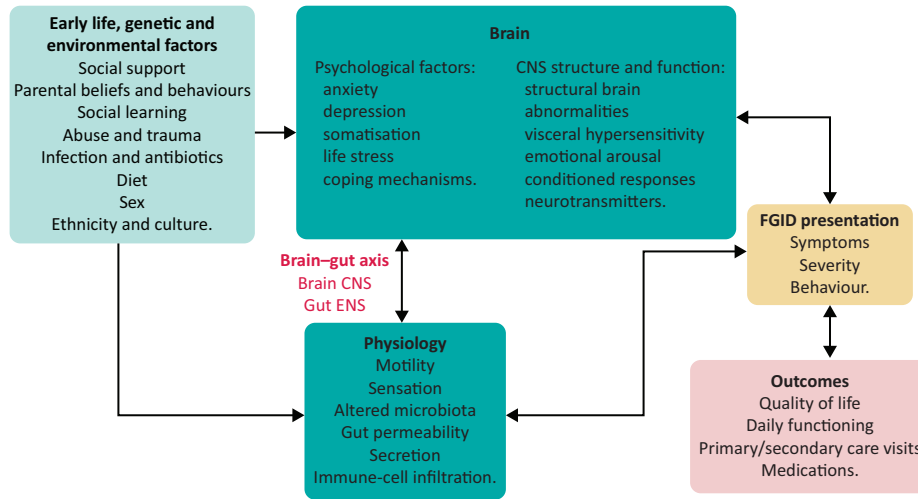 Early life, genetic and
environmental factors
Social support
Parental beliefs and behaviours
Social learning
Abuse and trauma
Infection and antibiotics
Diet
Sex
Ethnicity and culture.
Brain
Psychological factors:
anxiety
depression
somatisation
life stress
coping mechanisms.
CNS structure and function:
structural brain
abnormalities
visceral hypersensitivity
emotional arousal
conditioned responses
neurotransmitters.
FGID presentation
Symptoms
Severity
Behaviour.
Brain–gut axis
Brain CNS
Gut ENS
Physiology
Motility
Sensation
Altered microbiota
Gut permeability
Secretion
Immune-cell infiltration.
Outcomes
Quality of life
Daily functioning
Primary/secondary care visits
Medications.